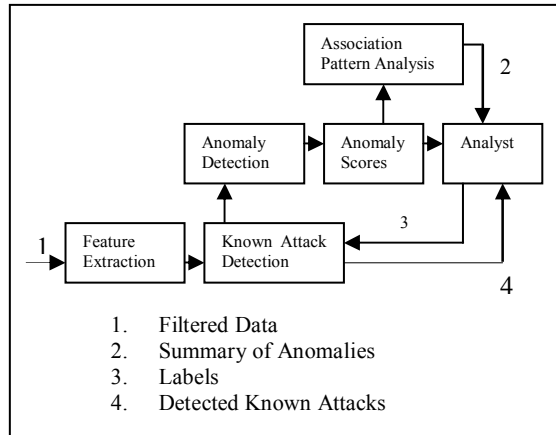 Association
Pattern Analysis
2
Anomaly
Detection
Anomaly
Scores
Analyst
3
1
Feature
Extraction
Known Attack
Detection
4
1. Filtered Data
2. Summary of Anomalies
3. Labels
4. Detected Known Attacks